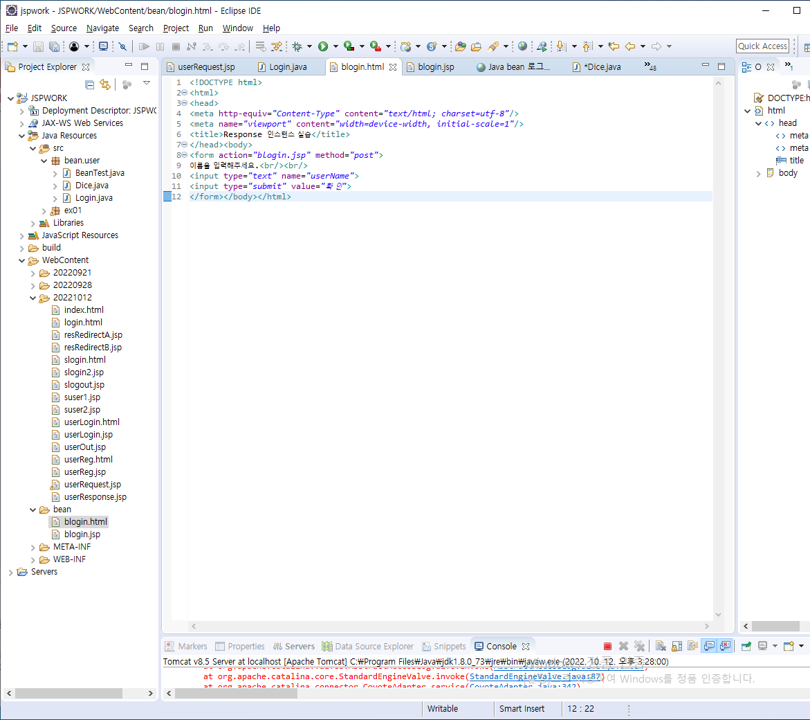 jspwork - JSPWORK/WebContent/bean/blogin.html - Eclipse IDE
File Edit Source Navigate Search Project Run Window Help
Quick Access
Project Explorer
userRequest.jsp Login.java blogin.html blogin.jsp Java bean 로그... *Dice.java
JSPWORK
Deployment Descriptor: JSPWC
JAX-WS Web Services
Java Resources
src
bean.user
BeanTest.java
Dice.java
Login.java
ex01
Libraries
JavaScript Resources
build
WebContent
20220921
20220928
20221012
index.html
login.html
resRedirectA.jsp
resRedirectB.jsp
slogin.html
slogin2.jsp
slogout.jsp
suser1.jsp
suser2.jsp
userLogin.html
userLogin.jsp
userOut.jsp
userReg.html
userReg.jsp
userRequest.jsp
userResponse.jsp
bean
blogin.html
blogin.jsp
META-INF
WEB-INF
Servers
1 <!DOCTYPE html>
2 <html>
3 <head>
4 <meta http-equiv="Content-Type" content="text/html; charset=utf-8"/>
5 <meta name="viewport" content="width=device-width, initial-scale=1"/>
6 <title>Response 인스턴스 실습</title>
7 </head><body>
8 <form action="blogin.jsp" method="post">
9 이름을 입력해주세요.<br/><br/>
10 <input type="text" name="userName">
11 <input type="submit" value="확 인">
12 </form></body></html>
O
DOCTYPE:h
html
head
meta
meta
title
body
Markers Properties Servers Data Source Explorer Snippets Console
Tomcat v8.5 Server at localhost [Apache Tomcat] C:₩Program Files₩Java₩jdk1.8.0_73₩jre₩bin₩javaw.exe (2022. 10. 12. 오후 3:28:00)
at org.apache.catalina.core.StandardEngineValve.invoke(StandardEngineValve.java:87)
at org.apache.catalina.connector.CoyoteAdapter.service(CoyoteAdapter.java:342)
Windows를 정품 인증합니다.
Writable Smart Insert 12 : 22